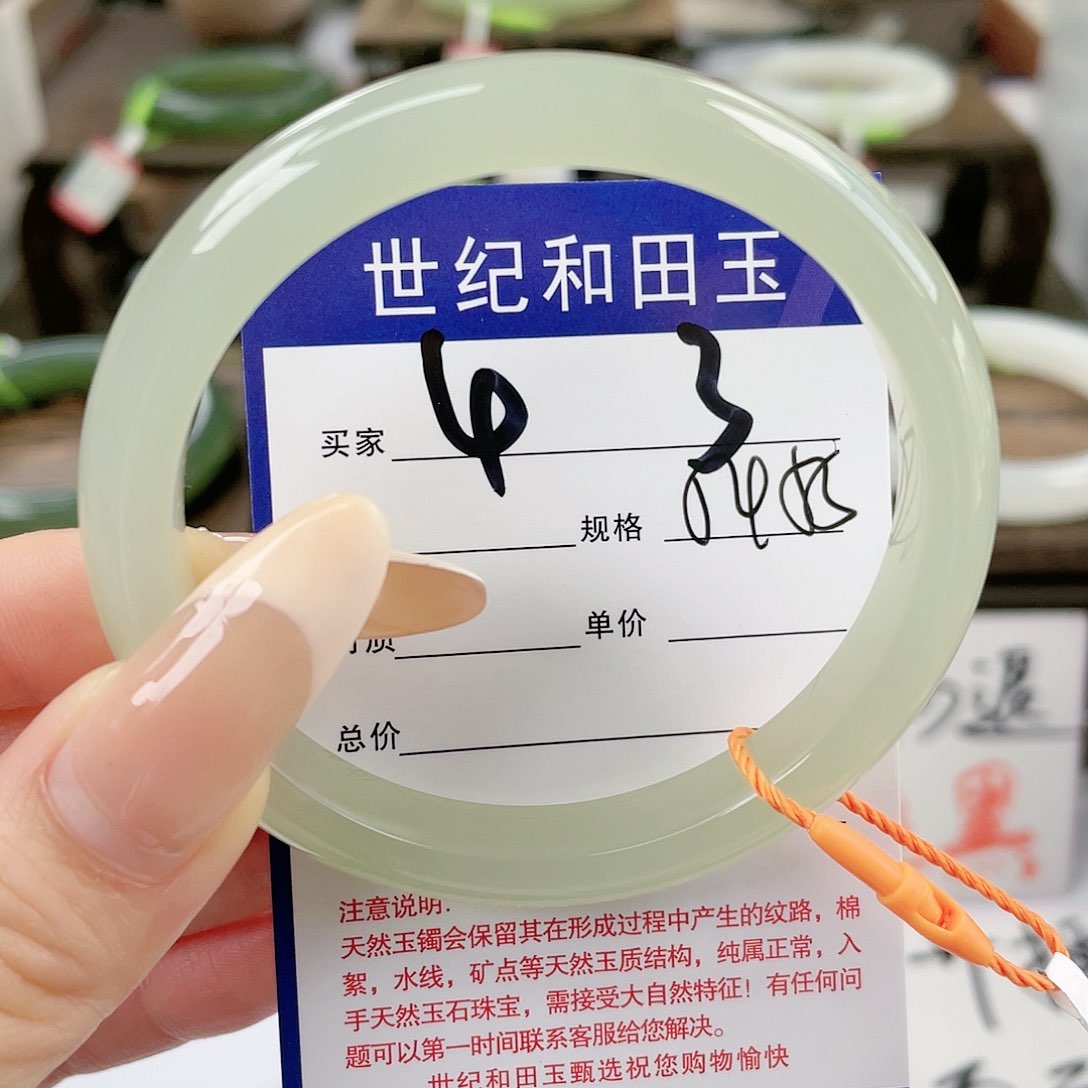 世纪和田玉
买家 φ 3
规格
质 单价
总价
注意说明:
天然玉镯会保留其在形成过程中产生的纹路，棉
絮，水线，矿点等天然玉质结构，纯属正常，入
手天然玉石珠宝，需接受大自然特征！有任何问
题可以第一时间联系客服给您解决。
世纪和田玉甄选祝您购物愉快
退